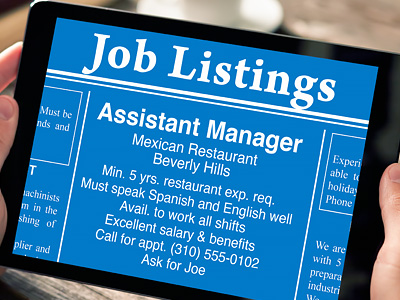 Job Listings
Must be
nds and
T
achinists
m in the
shing of
plier and
Assistant Manager
Mexican Restaurant
Beverly Hills
Min. 5 yrs. restaurant exp. req.
Must speak Spanish and English well
Avail. to work all shifts
Excellent salary & benefits
Call for appt. (310) 555-0102
Ask for Joe
Experi
able to
holiday
Phone
We are
with 5
prepara
industri